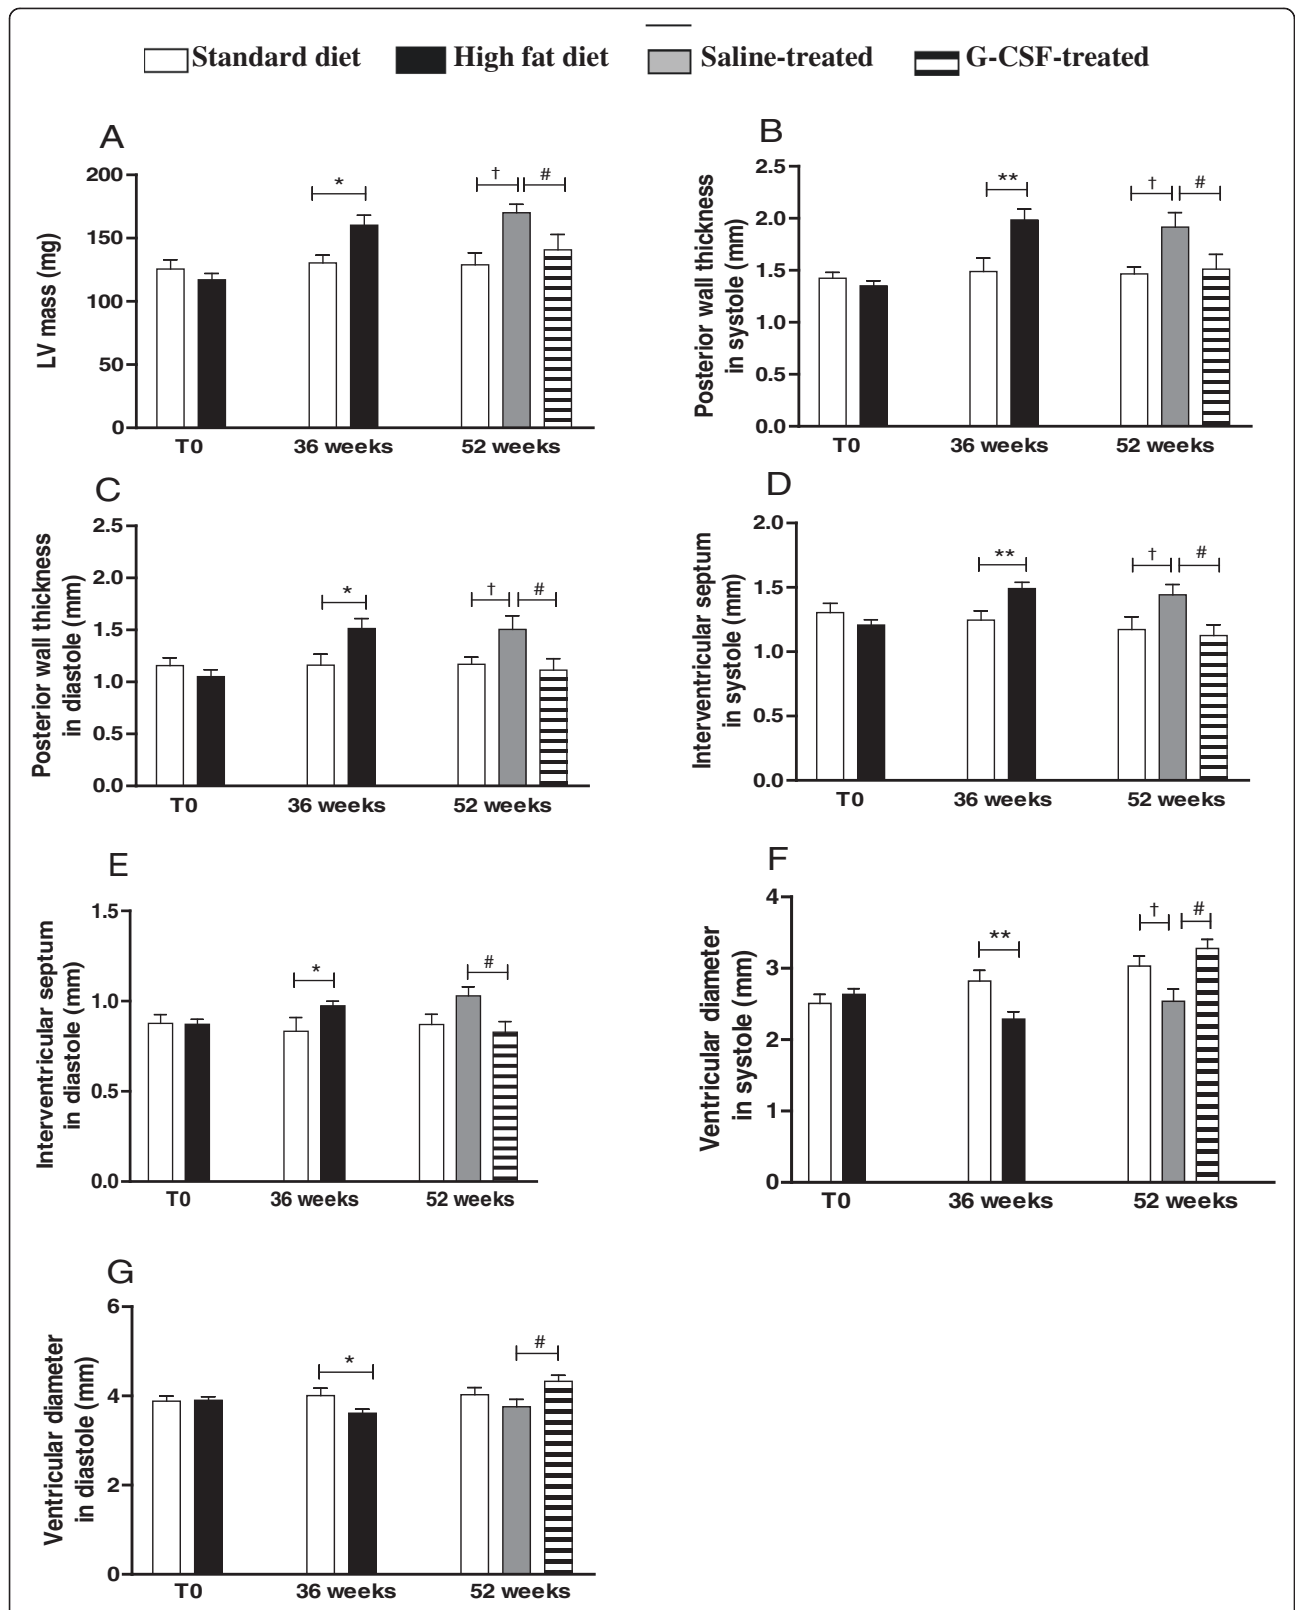 Standard diet High fat diet Saline-treated G-CSF-treated
A
LV mass (mg)
200
150
100
50
0
*
†
#
T0 36 weeks 52 weeks
B
Posterior wall thickness
in systole (mm)
2.5
2.0
1.5
1.0
0.5
0.0
**
†
#
T0 36 weeks 52 weeks
C
Posterior wall thickness
in diastole (mm)
2.5
2.0
1.5
1.0
0.5
0.0
*
†
#
T0 36 weeks 52 weeks
D
Interventricular septum
in systole (mm)
2.0
1.5
1.0
0.5
0.0
**
†
#
T0 36 weeks 52 weeks
E
Interventricular septum
in diastole (mm)
1.5
1.0
0.5
0.0
*
#
T0 36 weeks 52 weeks
F
Ventricular diameter
in systole (mm)
4
3
2
1
0
**
†
#
T0 36 weeks 52 weeks
G
Ventricular diameter
in diastole (mm)
6
4
2
0
*
#
T0 36 weeks 52 weeks